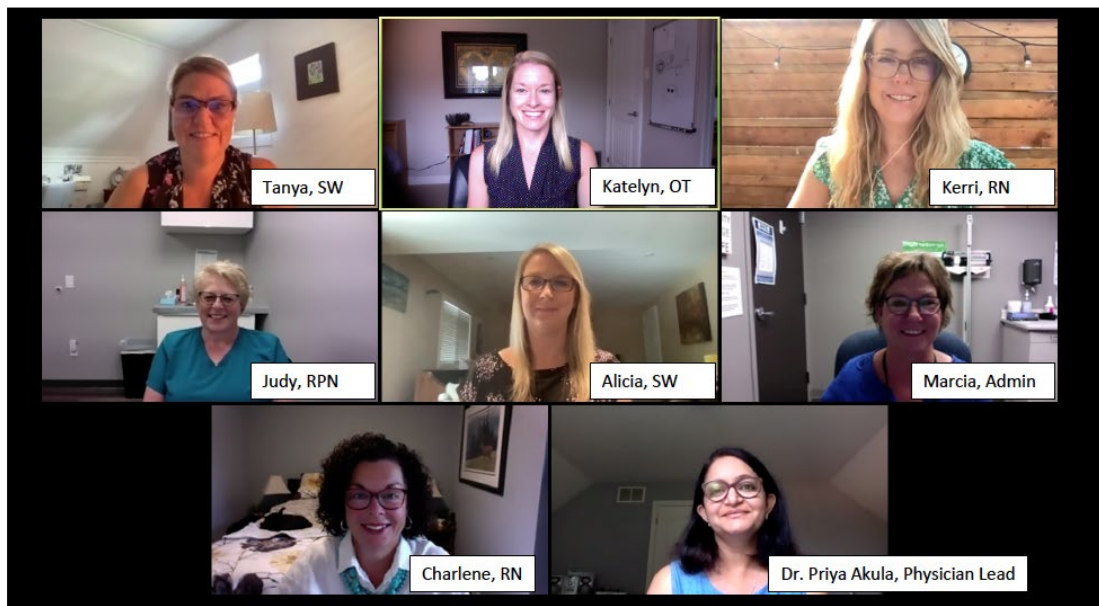 Tanya, SW
Katelyn, OT
Kerri, RN
Judy, RPN
Alicia, SW
Marcia, Admin
Charlene, RN
Dr. Priya Akula, Physician Lead